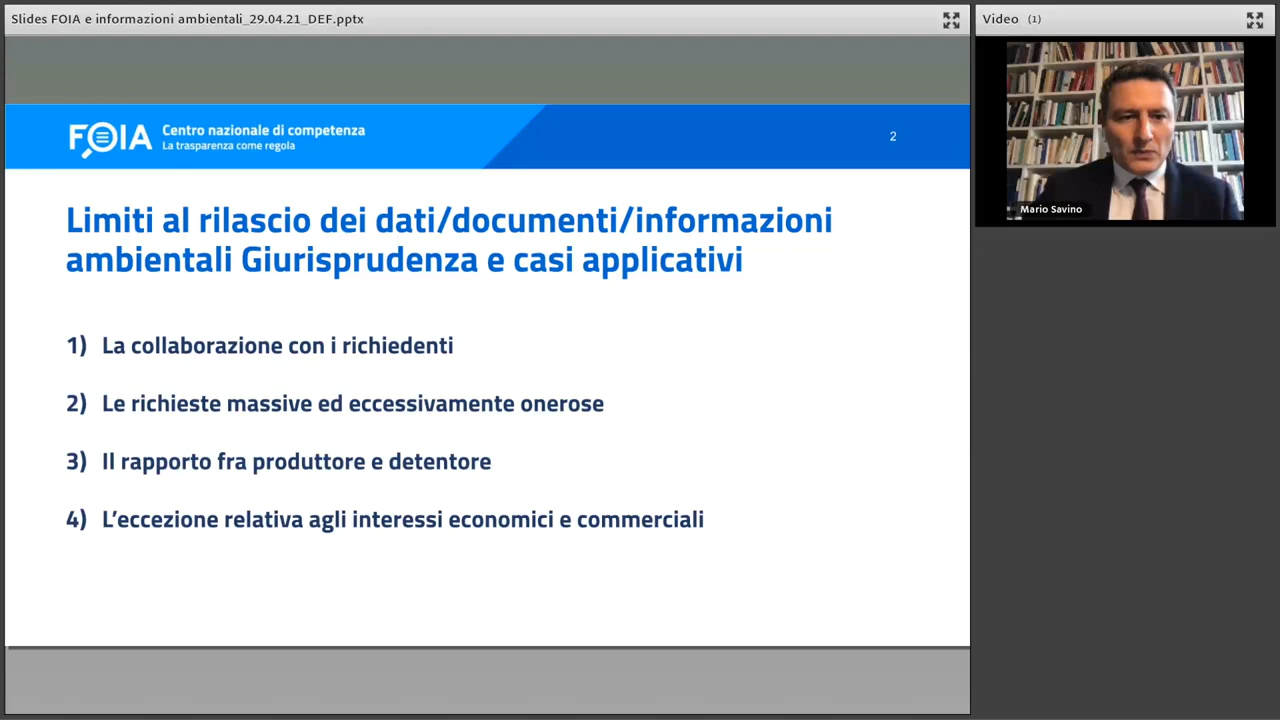 Slides FOIA e informazioni ambientali_29.04.21_DEF.pptx
Video (1)
FOIA
Centro nazionale di competenza
La trasparenza come regola
2
Mario Savino
Limiti al rilascio dei dati/documenti/informazioni
ambientali Giurisprudenza e casi applicativi
1) La collaborazione con i richiedenti
2) Le richieste massive ed eccessivamente onerose
3) Il rapporto fra produttore e detentore
4) L’eccezione relativa agli interessi economici e commerciali